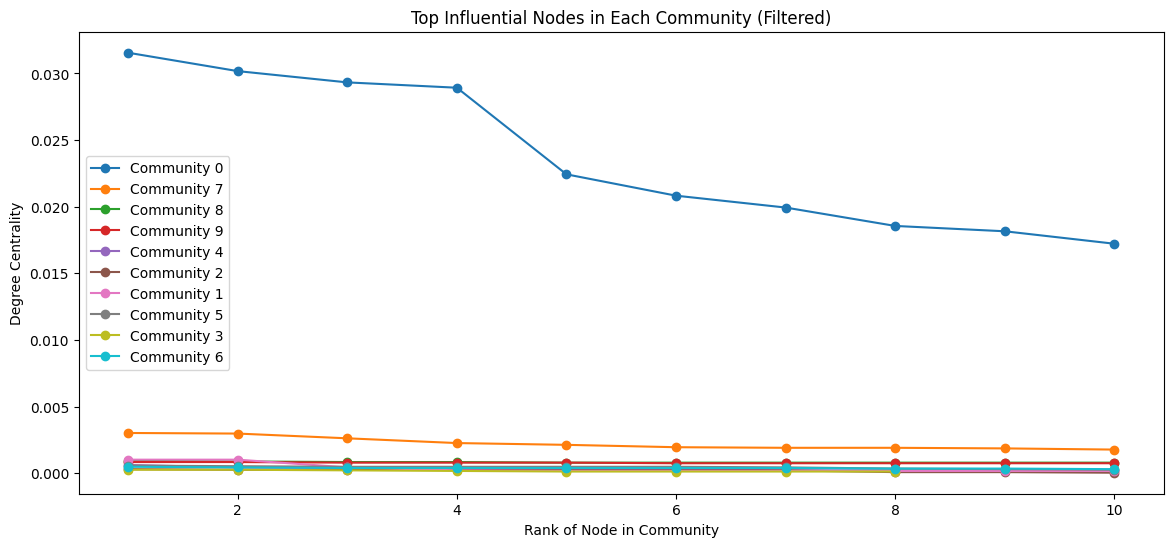 Top Influential Nodes in Each Community (Filtered)
0.030
0.025
0.020
0.015
0.010
0.005
0.000
Degree Centrality
Community 0
Community 7
Community 8
Community 9
Community 4
Community 2
Community 1
Community 5
Community 3
Community 6
2 4 6 8 10
Rank of Node in Community